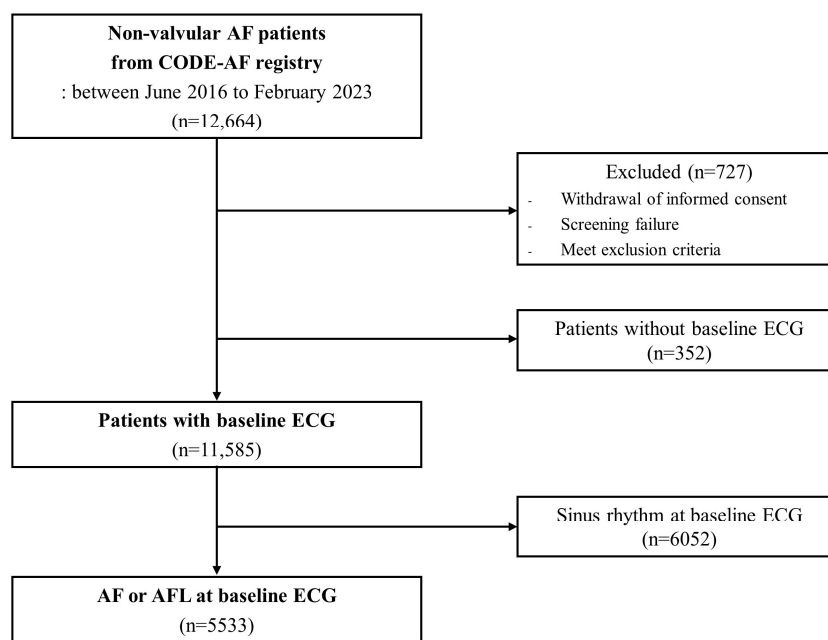 Non-valvular AF patients
from CODE-AF registry
: between June 2016 to February 2023
(n=12,664)
Excluded (n=727)
- Withdrawal of informed consent
- Screening failure
- Meet exclusion criteria
Patients without baseline ECG
(n=352)
Patients with baseline ECG
(n=11,585)
Sinus rhythm at baseline ECG
(n=6052)
AF or AFL at baseline ECG
(n=5533)